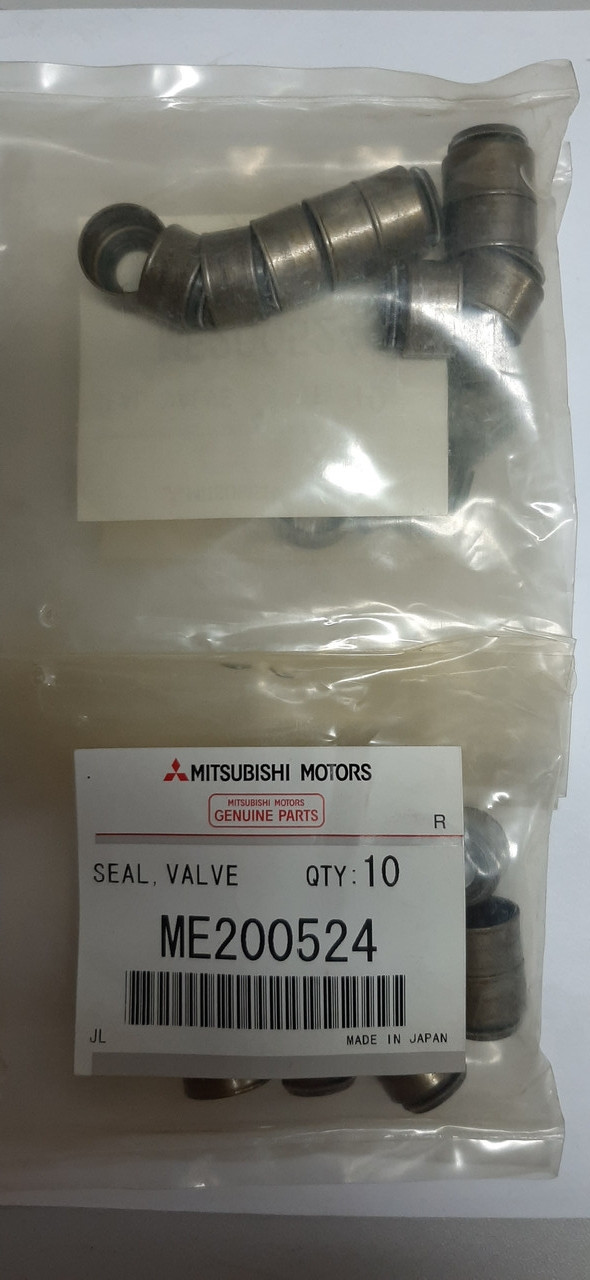 MITSUBISHI MOTORS
MITSUBISHI MOTORS
GENUINE PARTS
R
SEAL, VALVE QTY: 10
ME200524
JL MADE IN JAPAN